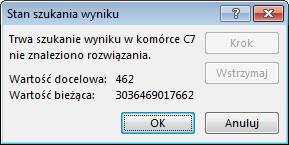 Stan szukania wyniku
Trwa szukanie wyniku w komórce C7
nie znaleziono rozwiązania.
Krok
Wstrzymaj
Wartość docelowa: 462
Wartość bieżąca: 3036469017662
OK
Anuluj